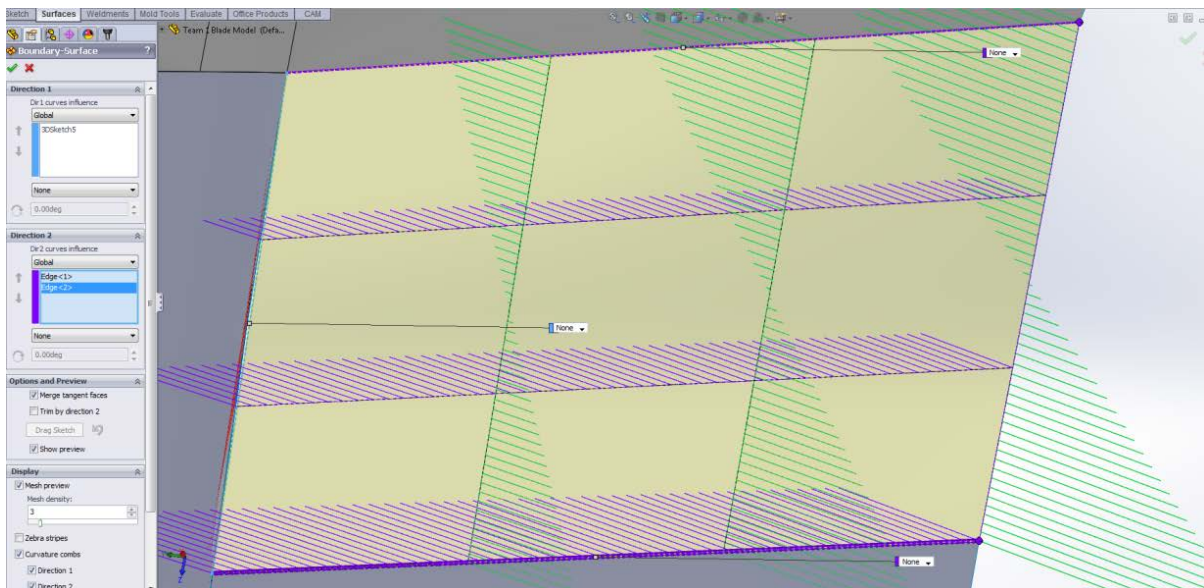 Sketch Surfaces Weldments Mold Tools Evaluate Office Products CAM
Team 1 Blade Model (Defa...
Boundary-Surface ?
Direction 1
Dir1 curves influence
Global
3DSketch5
None
0.00deg
Direction 2
Dir2 curves influence
Global
Edge<1>
Edge<2>
None
0.00deg
Options and Preview
Merge tangent faces
Trim by direction 2
Drag Sketch
Show preview
Display
Mesh preview
Mesh density:
3
Zebra stripes
Curvature combs
Direction 1
Direction 2
None
None
None
Z